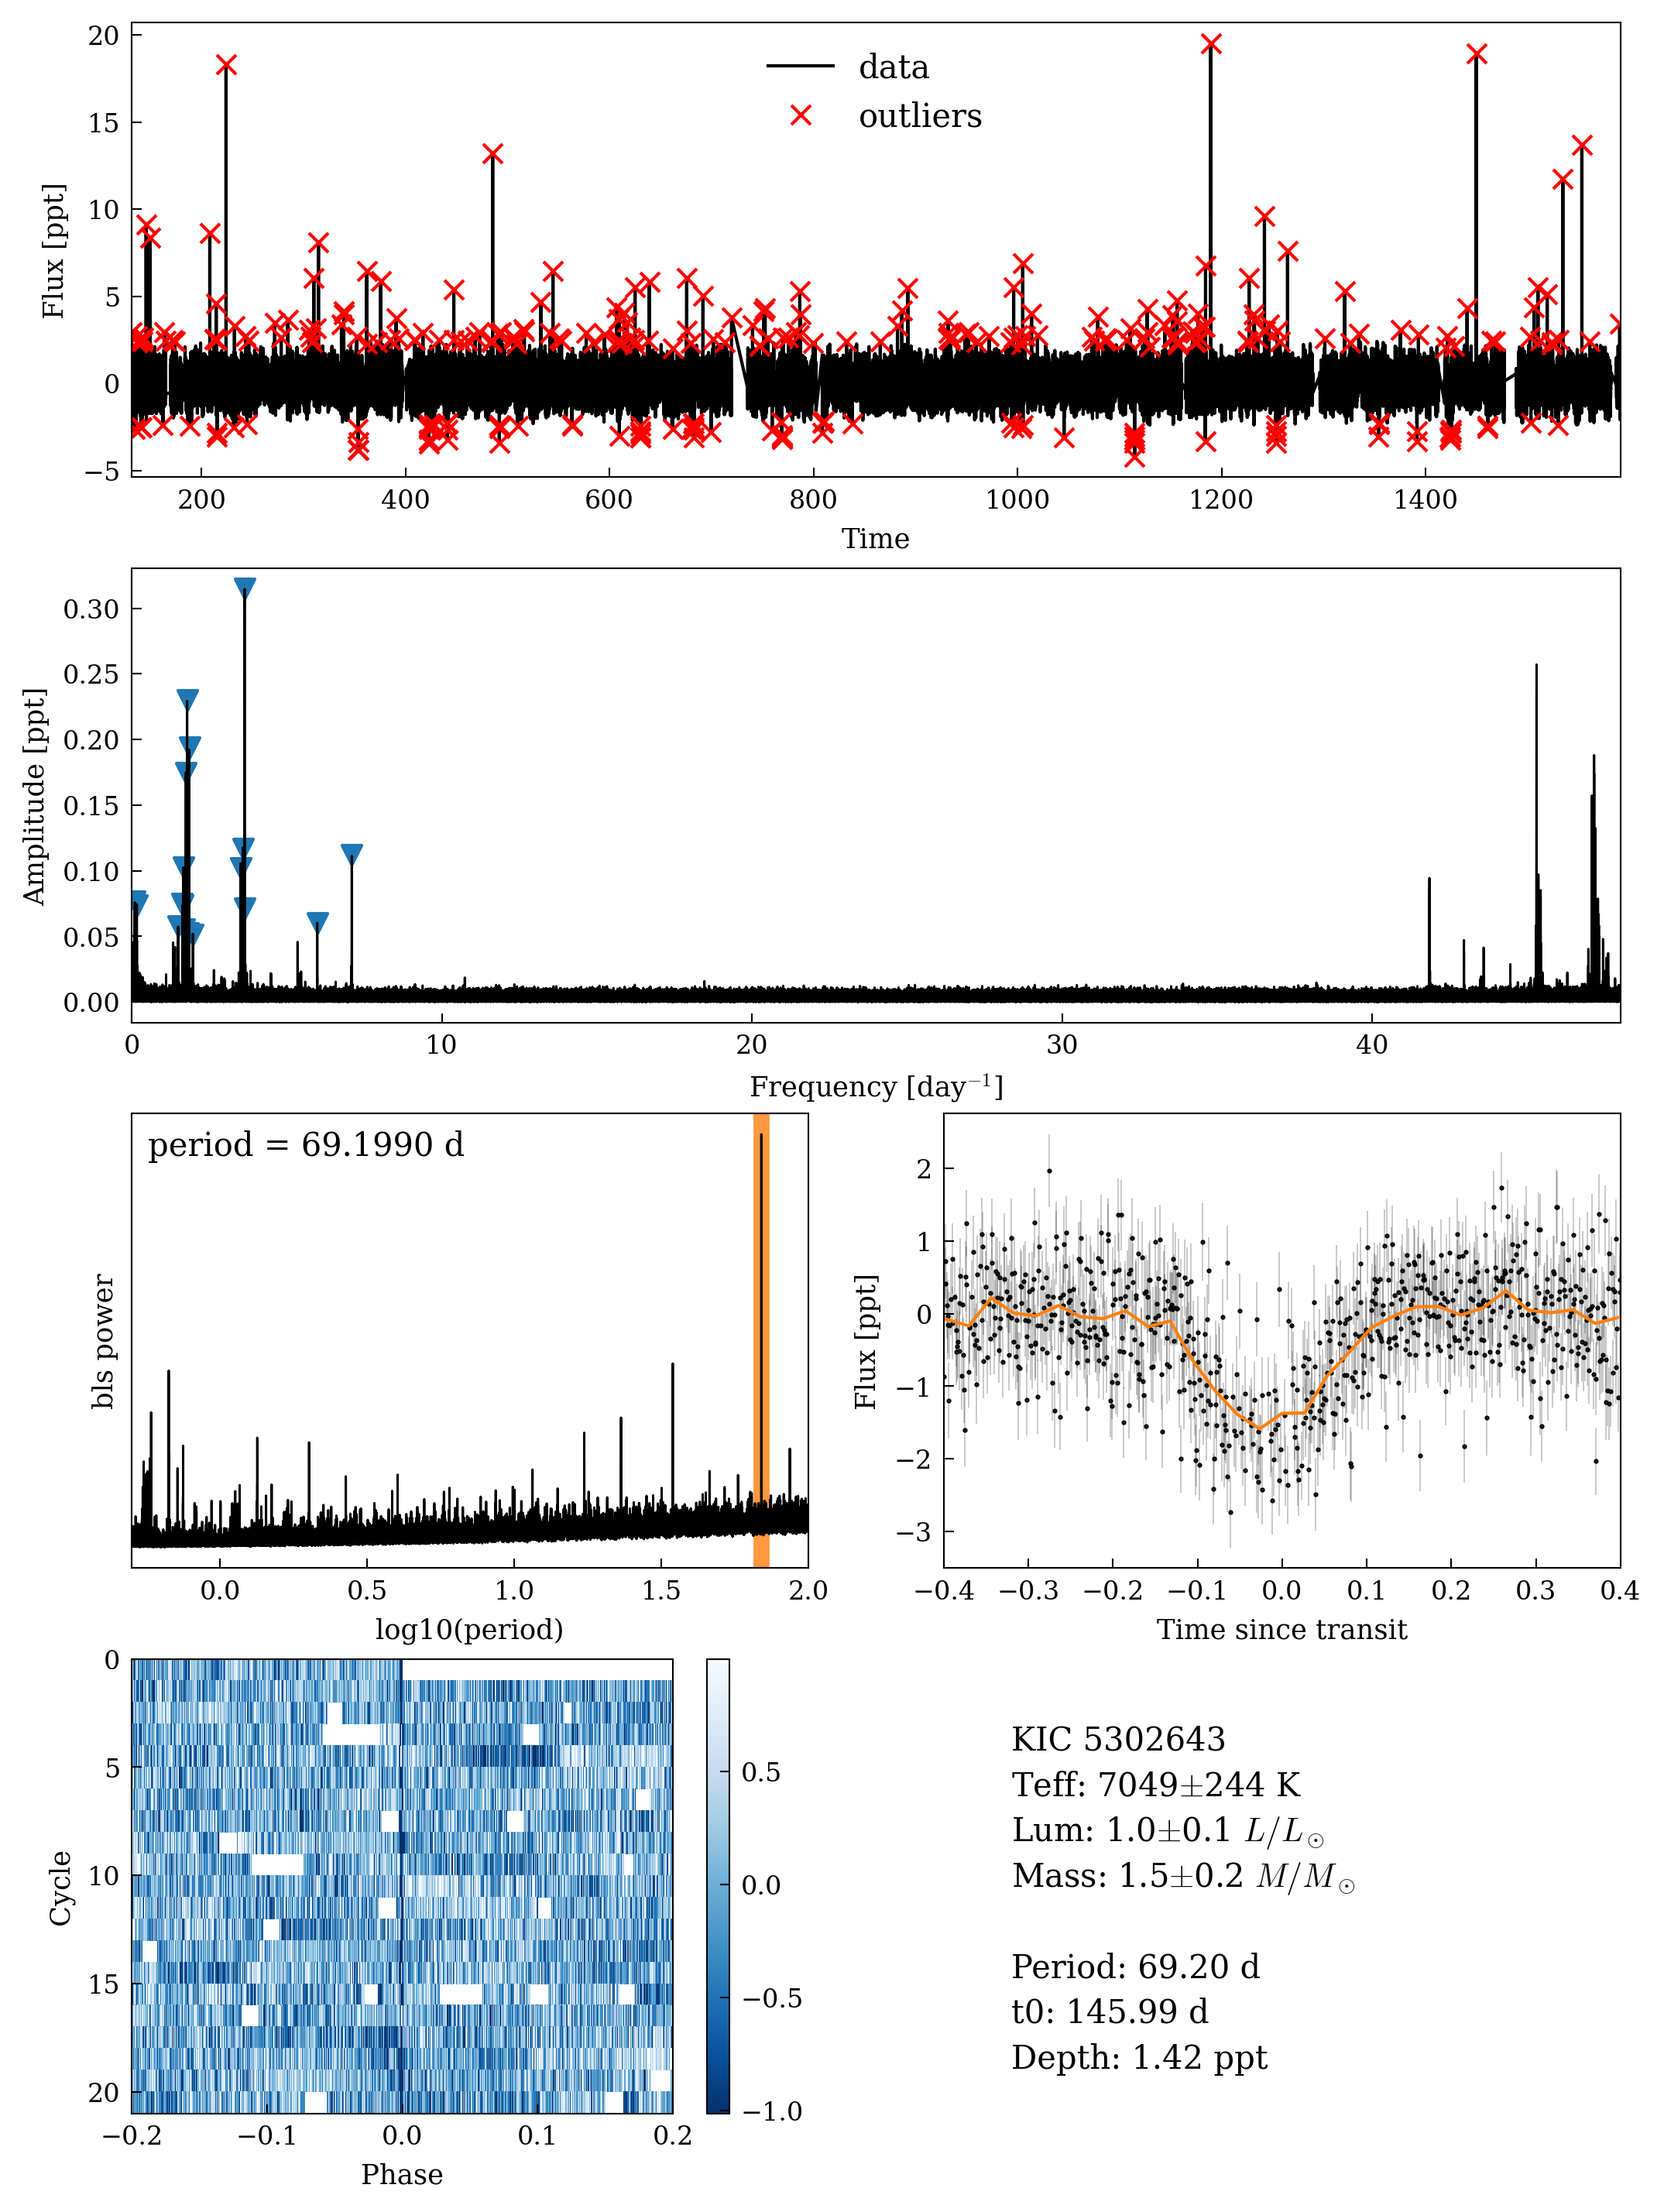 20
15
10
5
0
−5
Flux [ppt]
data
outliers
200 400 600 800 1000 1200 1400
Time
0.30
0.25
0.20
0.15
0.10
0.05
0.00
Amplitude [ppt]
0 10 20 30 40
Frequency [day⁻¹]
period = 69.1990 d
bls power
0.0 0.5 1.0 1.5 2.0
log10(period)
2
1
0
−1
−2
−3
Flux [ppt]
−0.4 −0.3 −0.2 −0.1 0.0 0.1 0.2 0.3 0.4
Time since transit
0
5
10
15
20
Cycle
−0.2 −0.1 0.0 0.1 0.2
Phase
0.5
0.0
−0.5
−1.0
KIC 5302643
Teff: 7049±244 K
Lum: 1.0±0.1 L/L☉
Mass: 1.5±0.2 M/M☉
Period: 69.20 d
t0: 145.99 d
Depth: 1.42 ppt